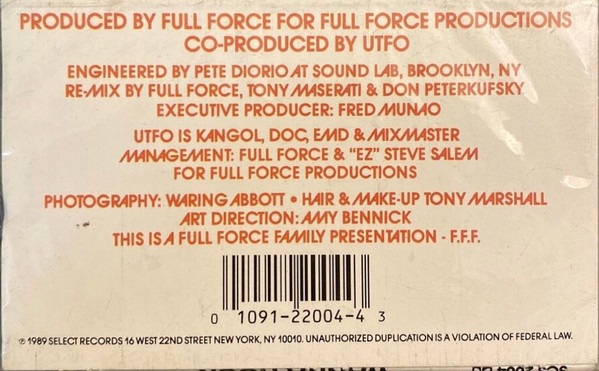 PRODUCED BY FULL FORCE FOR FULL FORCE PRODUCTIONS
CO-PRODUCED BY UTFO
ENGINEERED BY PETE DIORIO AT SOUND LAB, BROOKLYN, NY
RE-MIX BY FULL FORCE, TONY MASERATI & DON PETERKUFSKY
EXECUTIVE PRODUCER: FRED MUNAO
UTFO IS KANGOL, DOC, EMD & MIXMASTER
MANAGEMENT: FULL FORCE & "EZ" STEVE SALEM
FOR FULL FORCE PRODUCTIONS
PHOTOGRAPHY: WARING ABBOTT • HAIR & MAKE-UP TONY MARSHALL
ART DIRECTION: AMY BENNICK
THIS IS A FULL FORCE FAMILY PRESENTATION - F.F.F.
0 1091-22004-4 3
℗ 1989 SELECT RECORDS 16 WEST 22ND STREET NEW YORK, NY 10010. UNAUTHORIZED DUPLICATION IS A VIOLATION OF FEDERAL LAW.